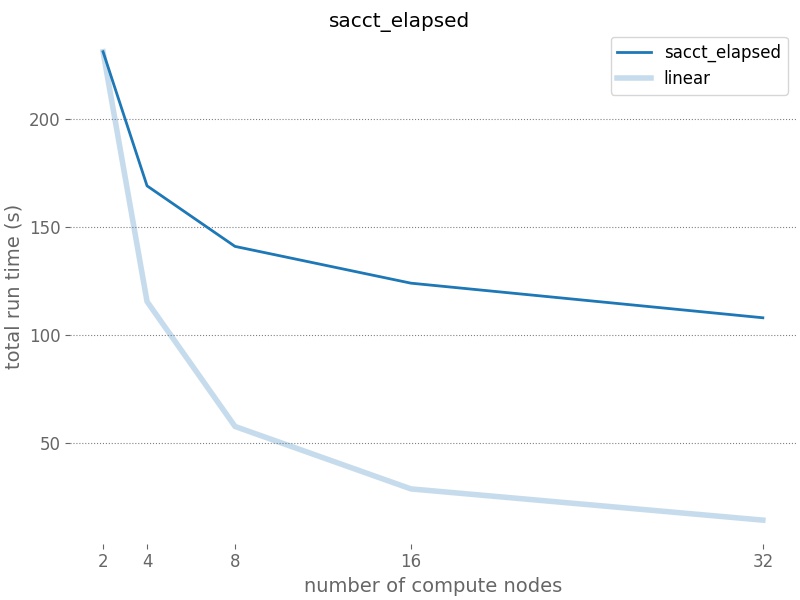 sacct_elapsed
sacct_elapsed
linear
200
150
100
50
total run time (s)
2 4 8 16 32
number of compute nodes